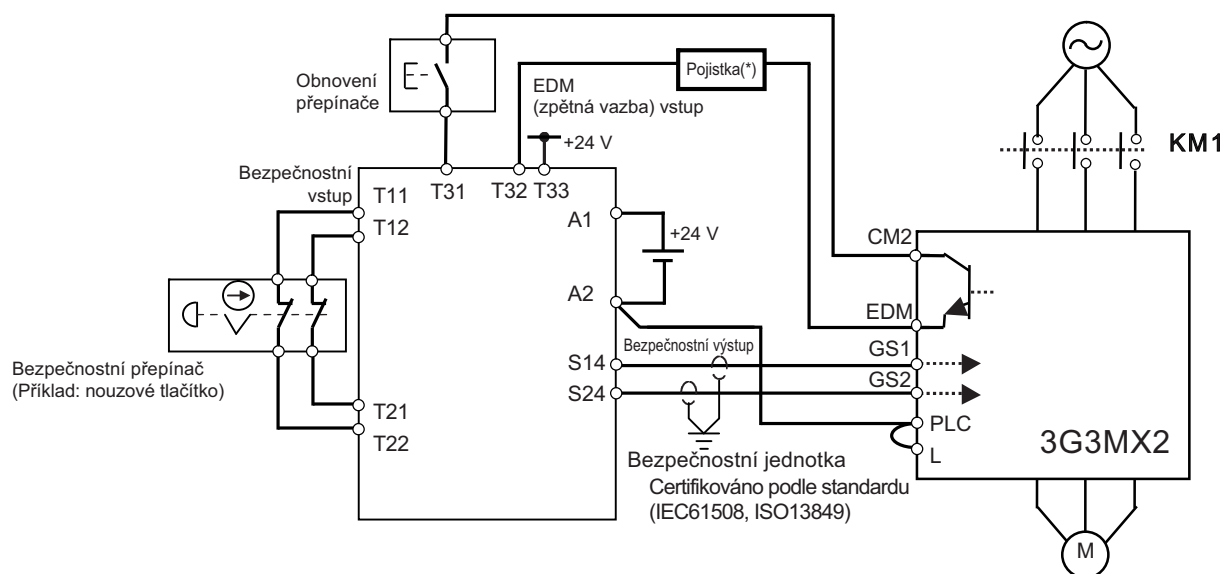 Obnovení
přepínače
EDM
(zpětná vazba) vstup
Pojistka(*)
+24 V
KM1
Bezpečnostní
vstup
T11
T31
T32
T33
T12
A1
+24 V
CM2
A2
EDM
Bezpečnostní výstup
S14
GS1
S24
GS2
Bezpečnostní přepínač
(Příklad: nouzové tlačítko)
T21
T22
PLC
L
3G3MX2
Bezpečnostní jednotka
Certifikováno podle standardu
(IEC61508, ISO13849)
M